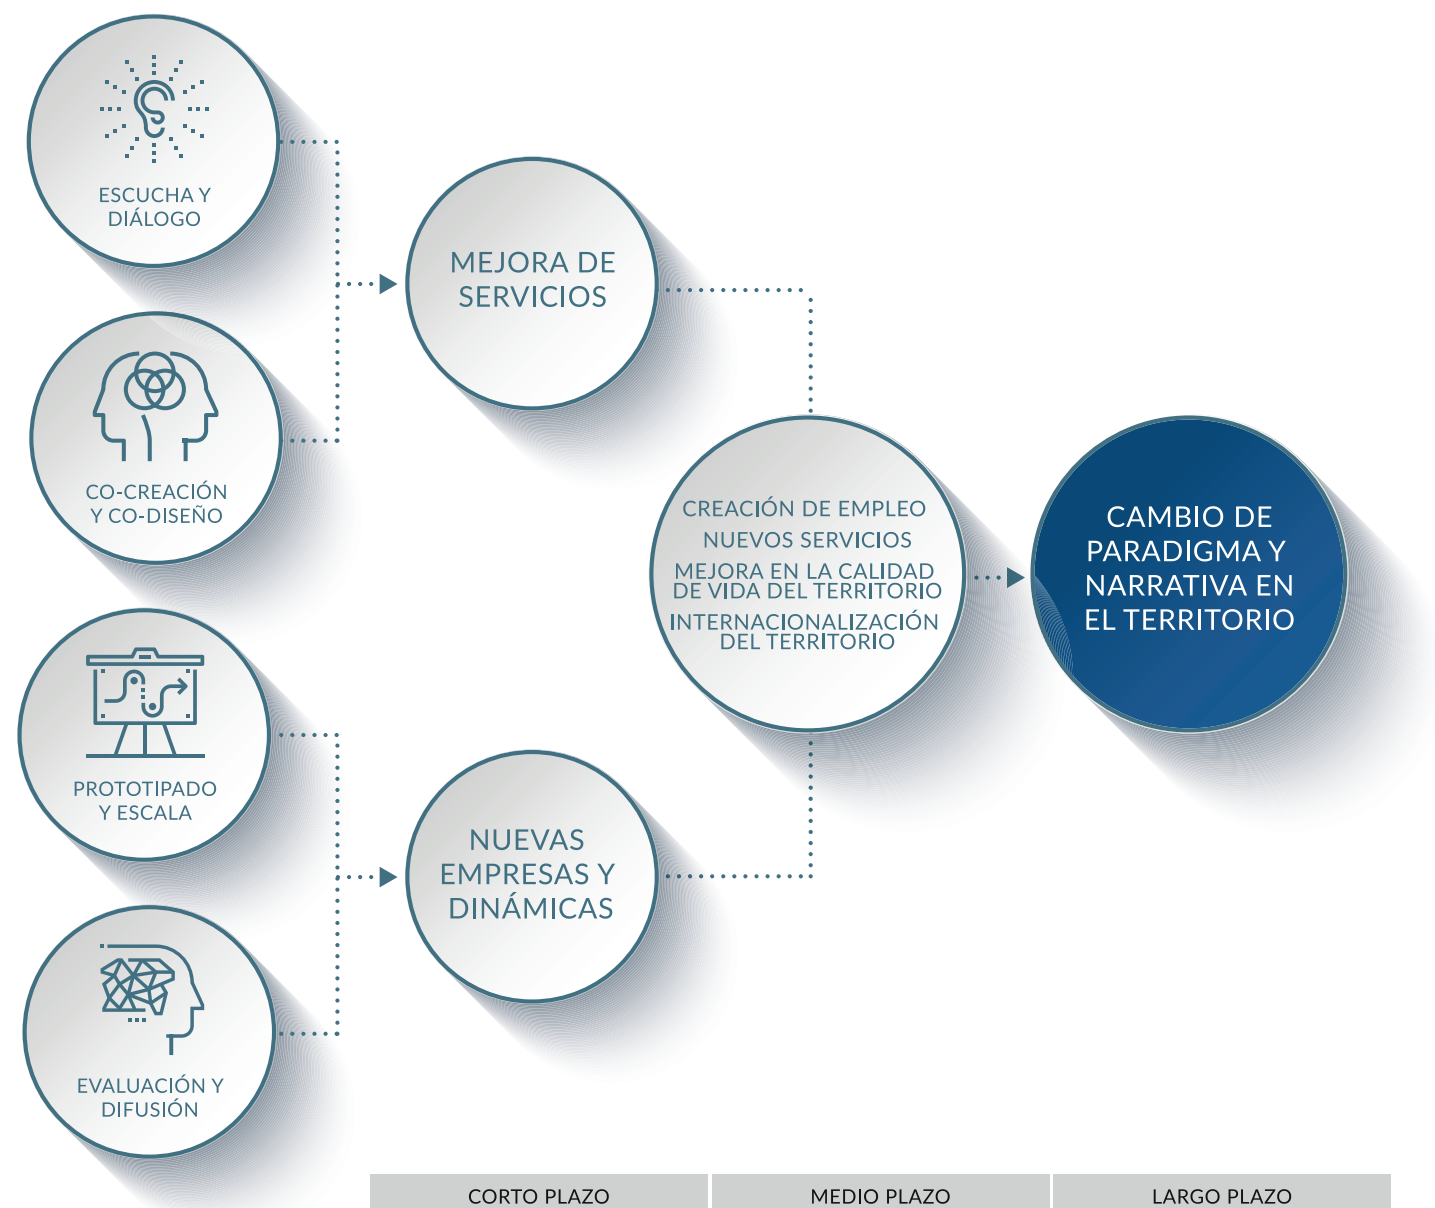 ESCUCHA Y
DIÁLOGO
CO-CREACIÓN
Y CO-DISEÑO
PROTOTIPADO
Y ESCALA
EVALUACIÓN Y
DIFUSIÓN
MEJORA DE
SERVICIOS
NUEVAS
EMPRESAS Y
DINÁMICAS
CREACIÓN DE EMPLEO
NUEVOS SERVICIOS
MEJORA EN LA CALIDAD
DE VIDA DEL TERRITORIO
INTERNACIONALIZACIÓN
DEL TERRITORIO
CAMBIO DE
PARADIGMA Y
NARRATIVA EN
EL TERRITORIO
CORTO PLAZO
MEDIO PLAZO
LARGO PLAZO